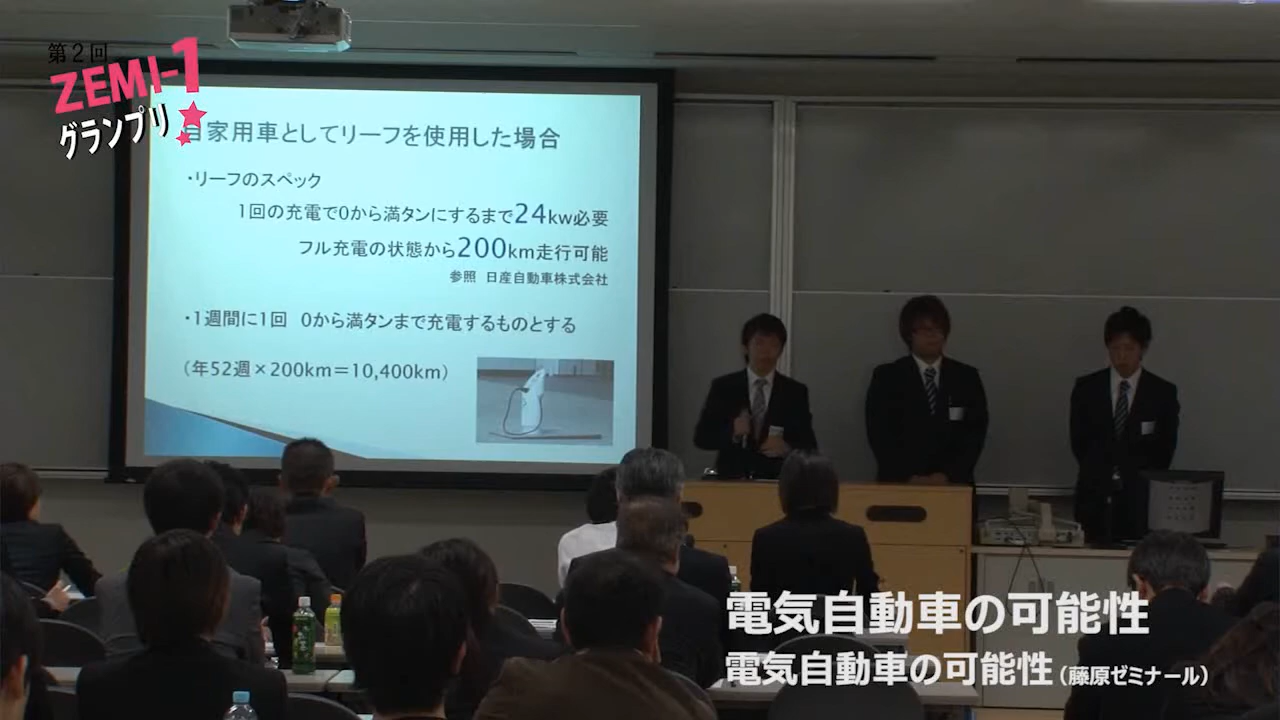 第2回
ZEMI-1
グランプリ
自家用車としてリーフを使用した場合
・リーフのスペック
1回の充電で0から満タンにするまで24kw必要
フル充電の状態から200km走行可能
参照 日産自動車株式会社
・1週間に1回 0から満タンまで充電するものとする
(年52週×200km=10,400km)
電気自動車の可能性
電気自動車の可能性(藤原ゼミナール)